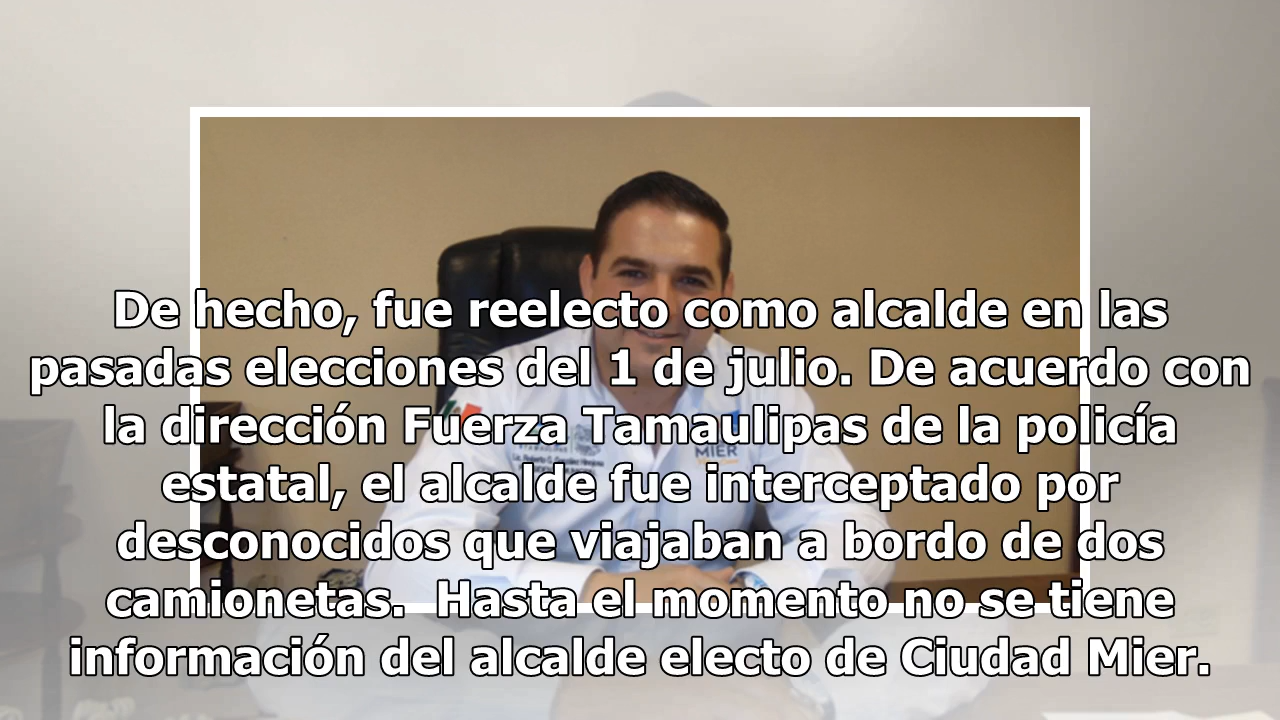 De hecho, fue reelecto como alcalde en las
pasadas elecciones del 1 de julio. De acuerdo con
la dirección Fuerza Tamaulipas de la policía
estatal, el alcalde fue interceptado por
desconocidos que viajaban a bordo de dos
camionetas.  Hasta el momento no se tiene
información del alcalde electo de Ciudad Mier.
MIER